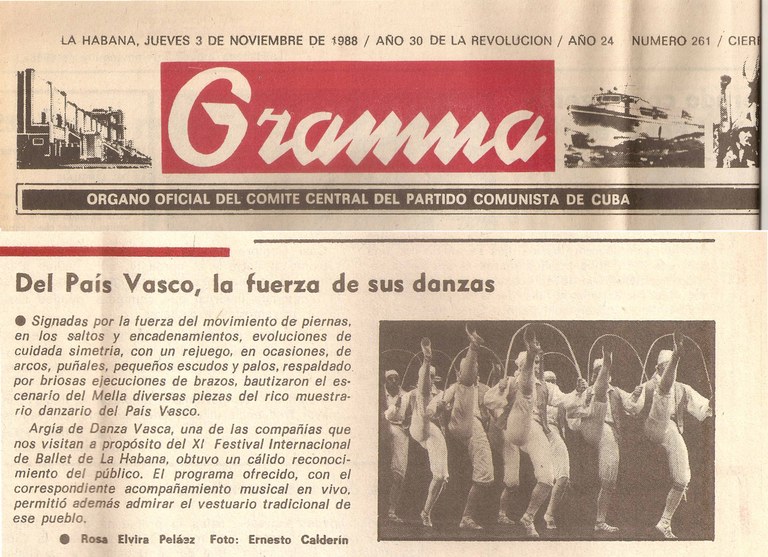 LA HABANA, JUEVES 3 DE NOVIEMBRE DE 1988 / AÑO 30 DE LA REVOLUCION / AÑO 24 NUMERO 261 / CIER
Granma
ORGANO OFICIAL DEL COMITE CENTRAL DEL PARTIDO COMUNISTA DE CUBA
Del País Vasco, la fuerza de sus danzas
● Signadas por la fuerza del movimiento de piernas,
en los saltos y encadenamientos, evoluciones de
cuidada simetria, con un rejuego, en ocasiones, de
arcos, puñales, pequeños escudos y palos, respaldado
por briosas ejecuciones de brazos, bautizaron el es-
cenario del Mella diversas piezas del rico muestra-
rio danzario del País Vasco.
Argia de Danza Vasca, una de las compañias que
nos visitan a propósito del XI Festival Internacional
de Ballet de La Habana, obtuvo un cálido reconoci-
miento del público. El programa ofrecido, con el
correspondiente acompañamiento musical en vivo,
permitió además admirar el vestuario tradicional de
ese pueblo.
● Rosa Elvira Peláez Foto: Ernesto Calderín